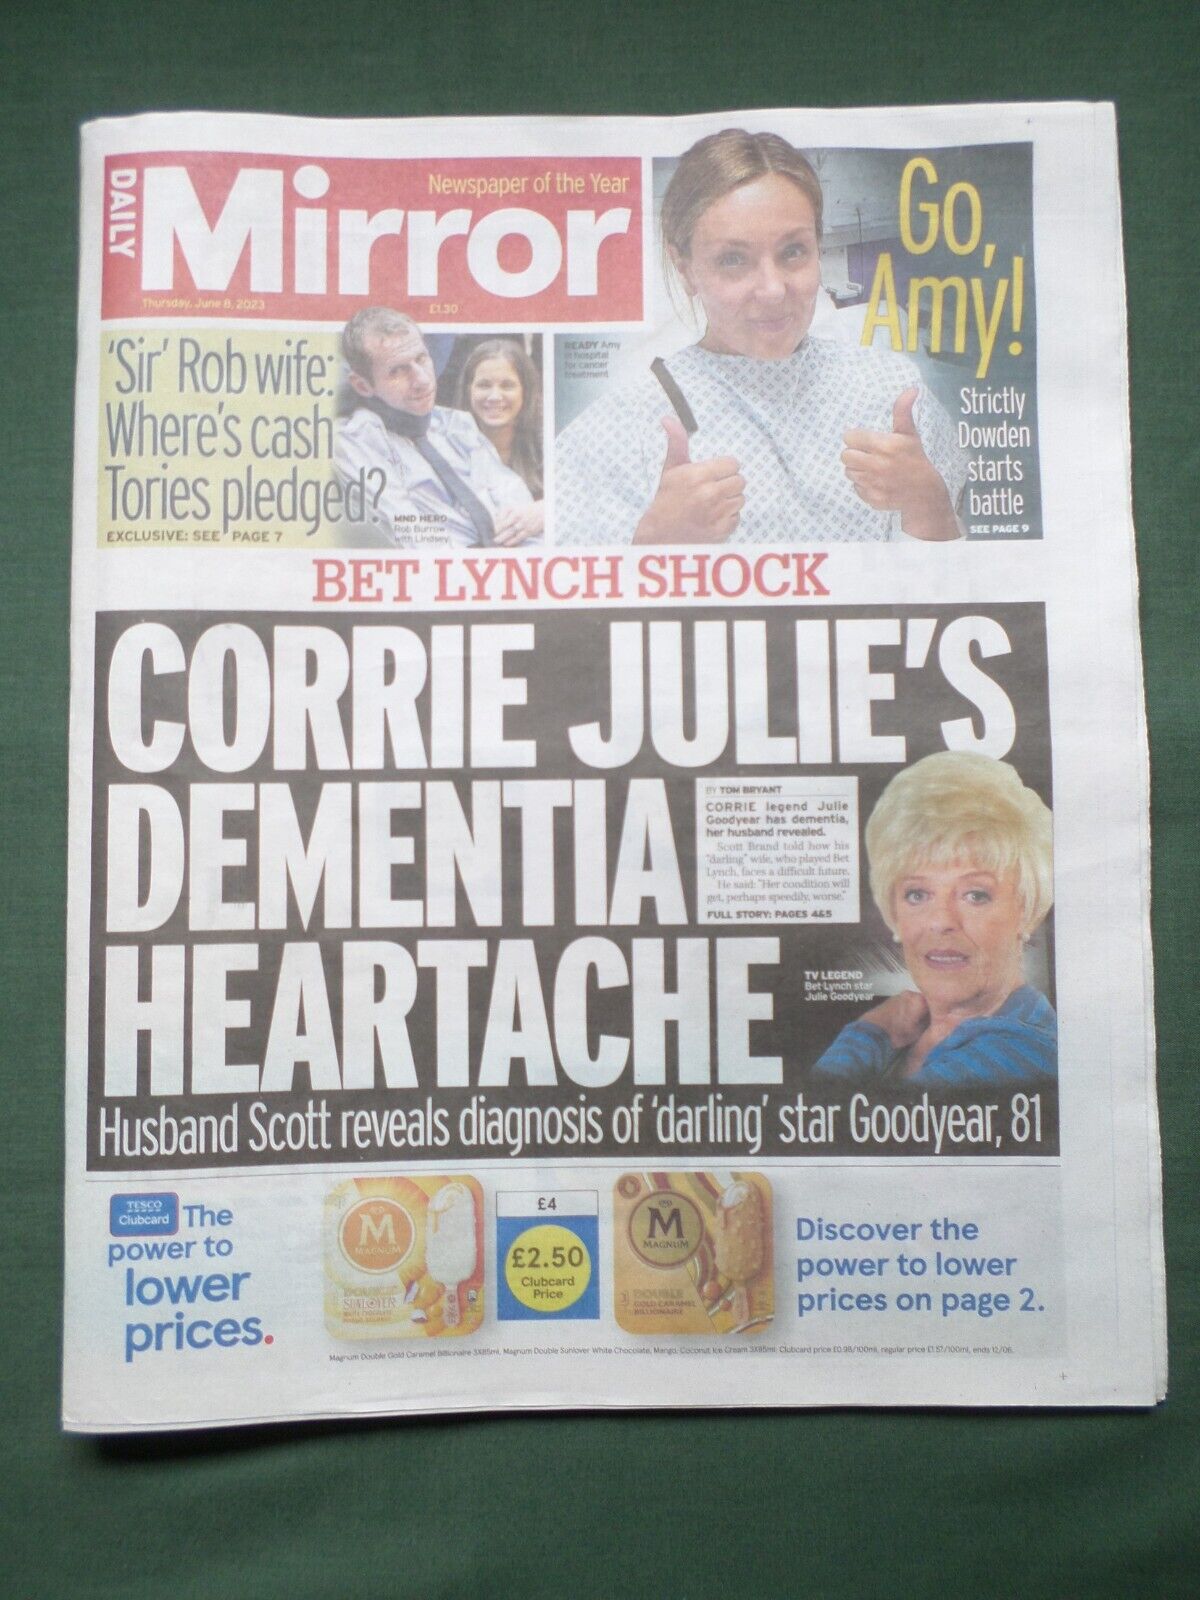 DAILY
Mirror
Newspaper of the Year
Thursday, June 8, 2023
£1.30
'Sir' Rob wife:
Where's cash
Tories pledged?
EXCLUSIVE: SEE PAGE 7
MND HERO
Rob Burrow
with Lindsey
READY Amy
in hospital
for cancer
treatment
Go,
Amy!
Strictly
Dowden
starts
battle
SEE PAGE 9
BET LYNCH SHOCK
CORRIE JULIE'S
DEMENTIA
HEARTACHE
BY TOM BRYANT
CORRIE legend Julie
Goodyear has dementia,
her husband revealed.
Scott Brand told how his
"darling" wife, who played Bet
Lynch, faces a difficult future.
He said: "Her condition will
get, perhaps speedily, worse."
FULL STORY: PAGES 4&5
TV LEGEND
Bet Lynch star
Julie Goodyear
Husband Scott reveals diagnosis of 'darling' star Goodyear, 81
TESCO
Clubcard
The
power to
lower
prices.
M
MAGNUM
DOUBLE
SUNLOVER
£4
£2.50
Clubcard
Price
M
MAGNUM
DOUBLE
GOLD CARAMEL
BILLIONAIRE
Discover the
power to lower
prices on page 2.
Magnum Double Gold Caramel Billionaire 3X85ml, Magnum Double Sunlover White Chocolate, Mango, Coconut Ice Cream 3X85ml. Clubcard price £0.98/100ml, regular price £1.57/100ml, ends 12/06.